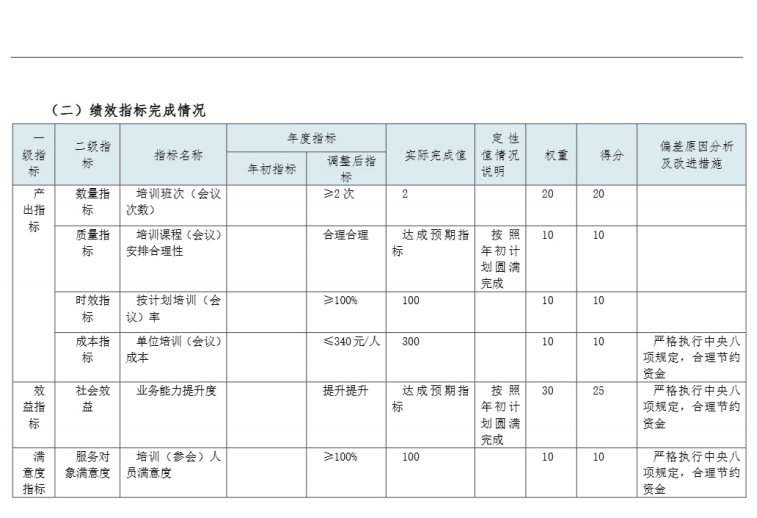 （二）绩效指标完成情况
一级指标 二级指标 指标名称 年度指标 实际完成值 定性值情况说明 权重 得分 偏差原因分析及改进措施
年初指标 调整后指标
产出指标 数量指标 培训班次（会议次数） ≥2 次 2 20 20
质量指标 培训课程（会议）安排合理性 合理合理 达成预期指标 按照年初计划圆满完成 10 10
时效指标 按计划培训（会议）率 ≥100% 100 10 10
成本指标 单位培训（会议）成本 ≤340 元/人 300 10 10 严格执行中央八项规定，合理节约资金
效益指标 社会效益 业务能力提升度 提升提升 达成预期指标 按照年初计划圆满完成 30 25 严格执行中央八项规定，合理节约资金
满意度指标 服务对象满意度 培训（参会）人员满意度 ≥100% 100 10 10 严格执行中央八项规定，合理节约资金